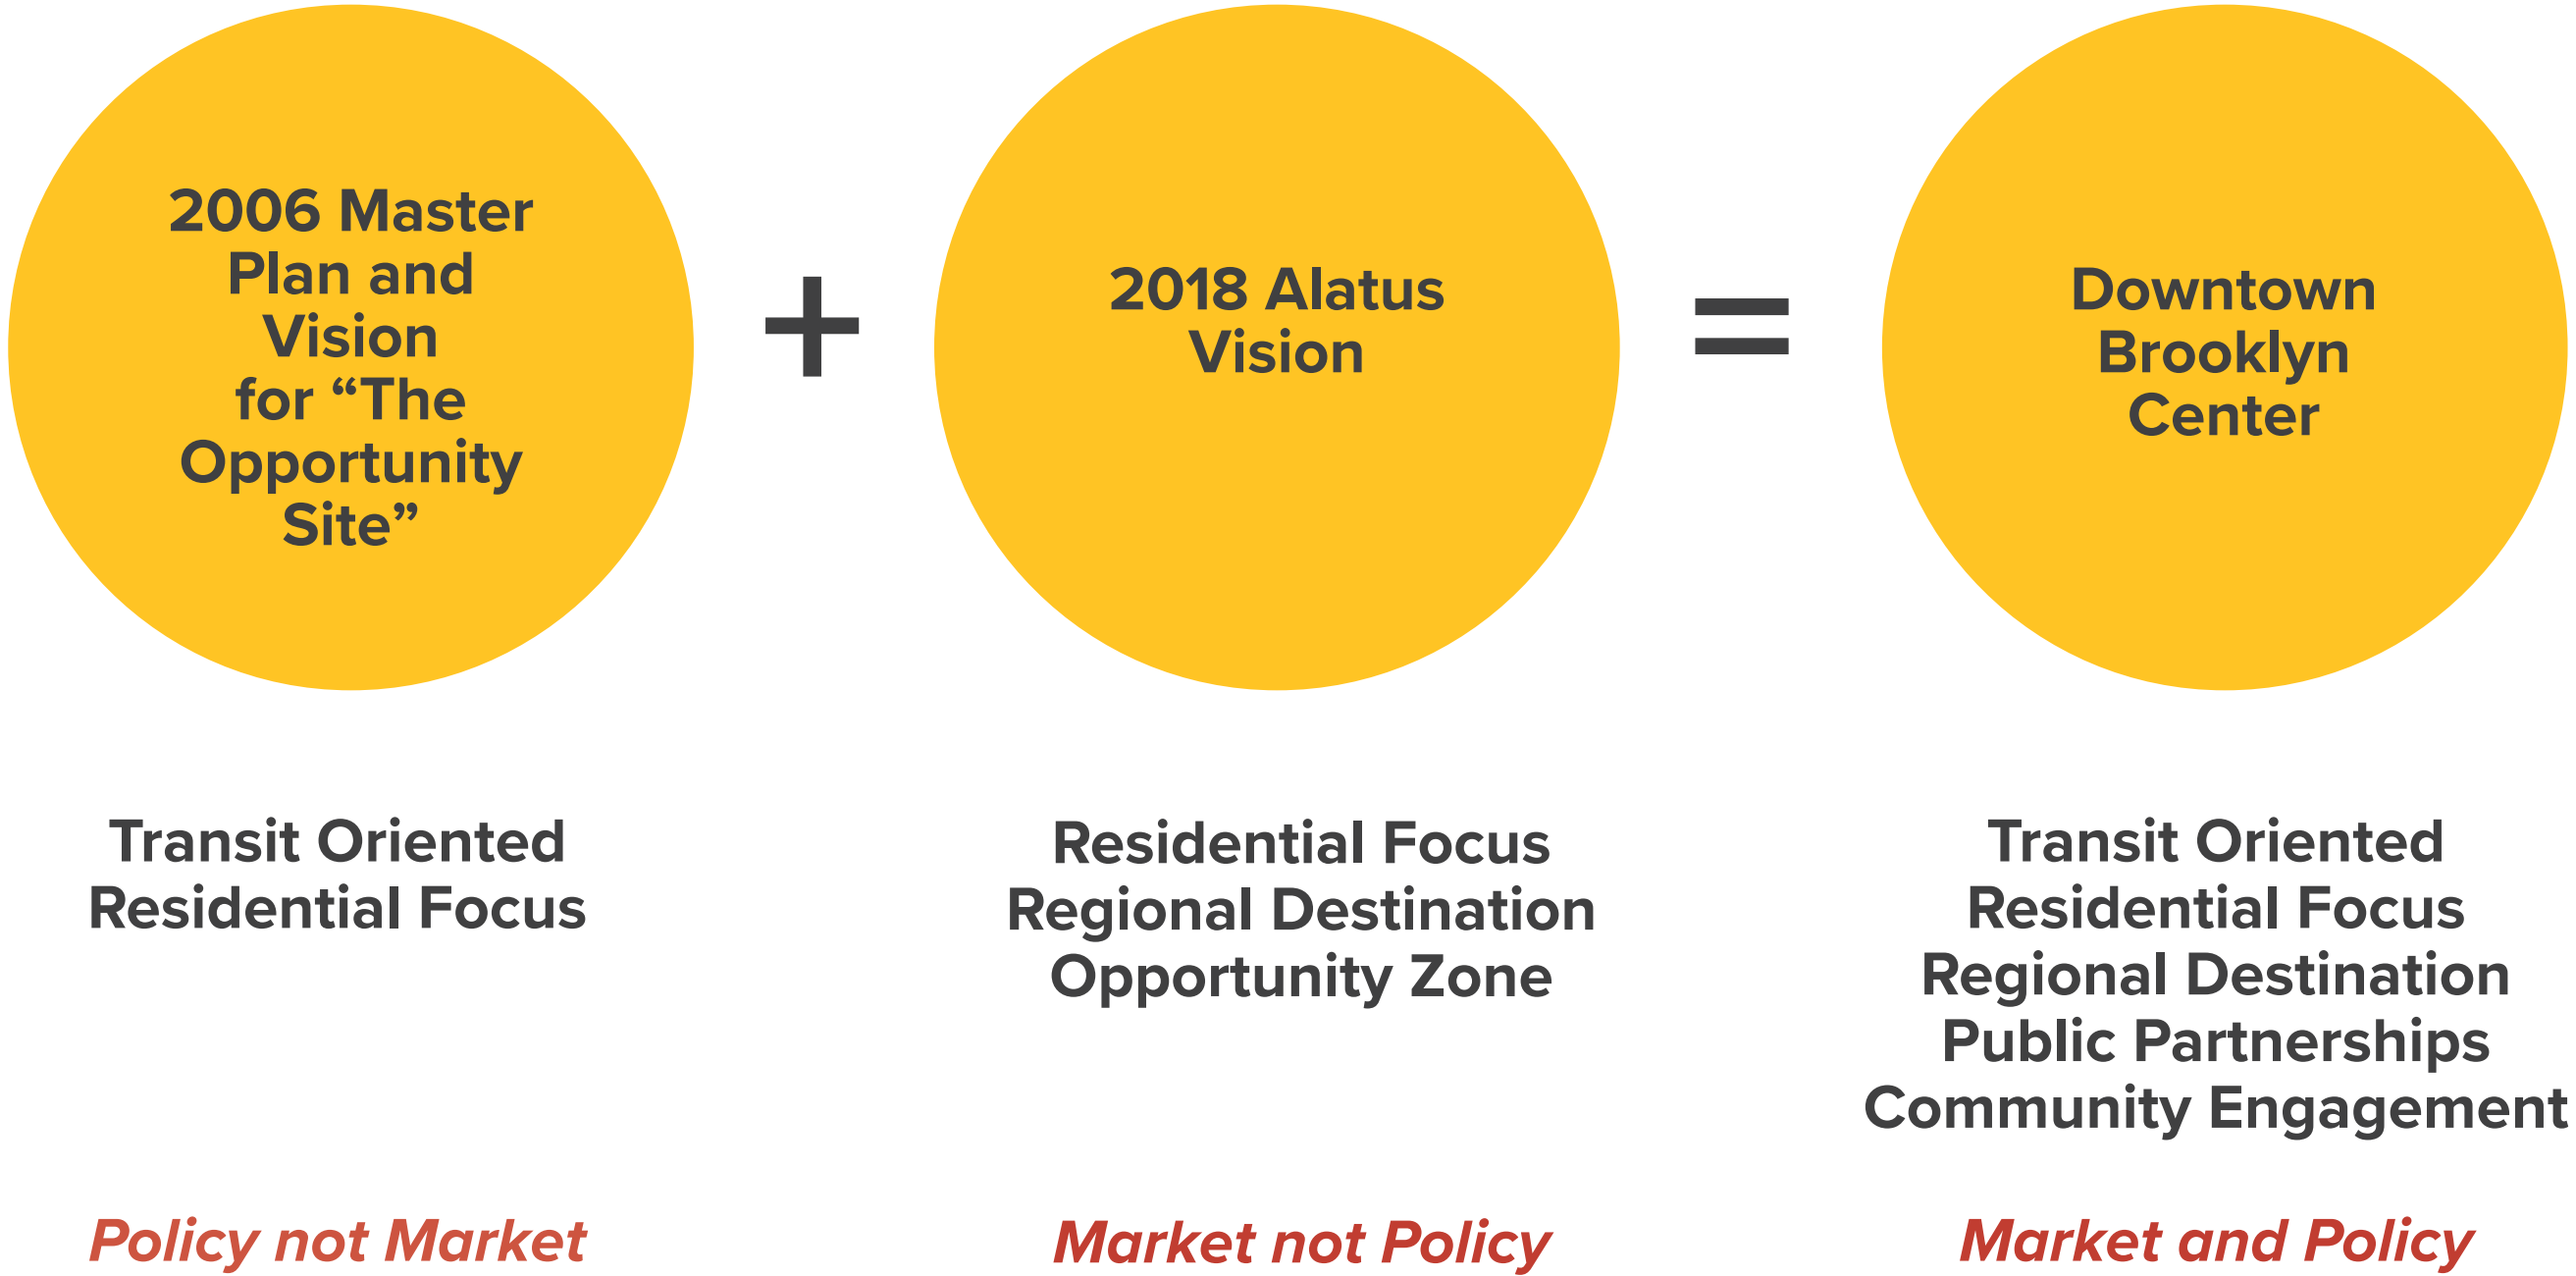 2006 Master
Plan and
Vision
for “The
Opportunity
Site”
+
2018 Alatus
Vision
=
Downtown
Brooklyn
Center
Transit Oriented
Residential Focus
Residential Focus
Regional Destination
Opportunity Zone
Transit Oriented
Residential Focus
Regional Destination
Public Partnerships
Community Engagement
Policy not Market
Market not Policy
Market and Policy